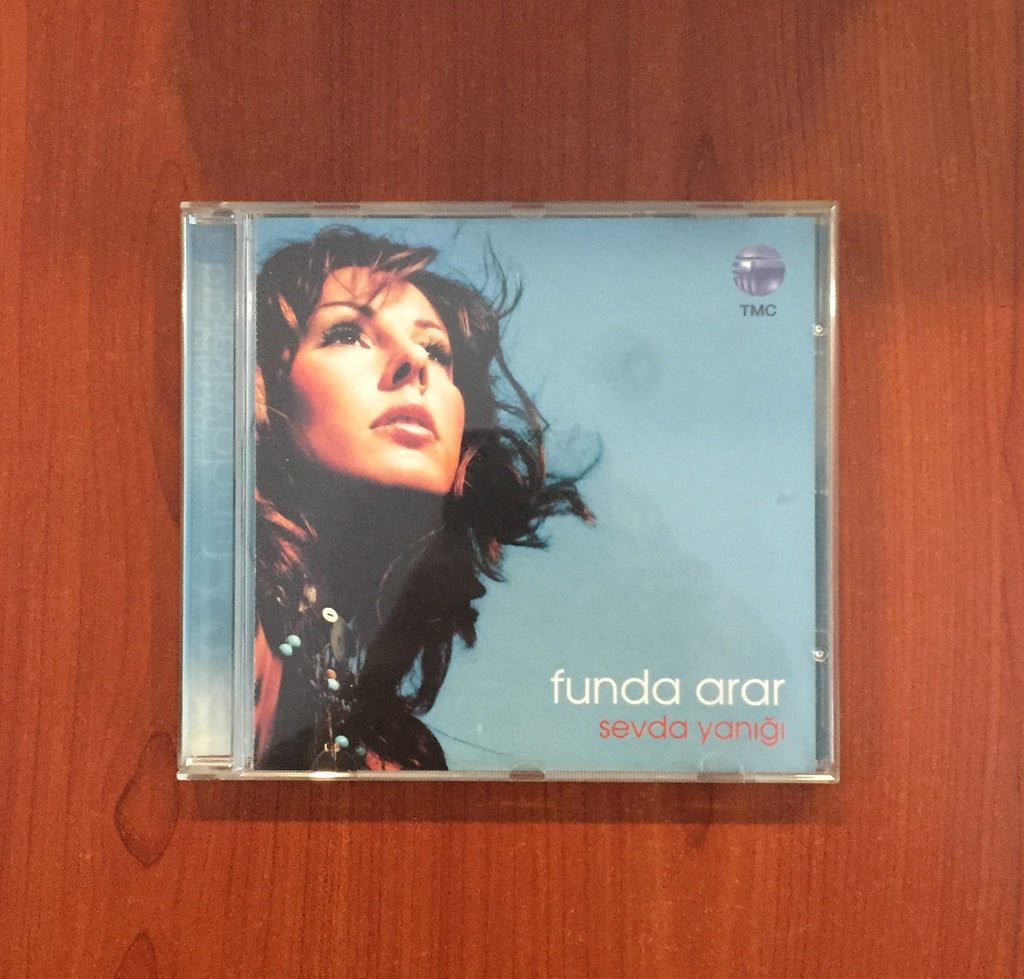 TMC
funda arar
sevda yanığı